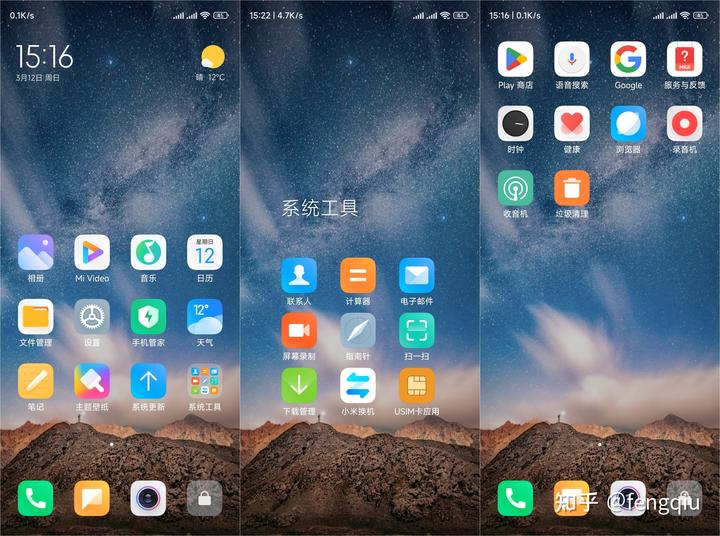 0.1K/s
85
15:16
3月12日 周日
晴 12°C
相册
Mi Video
音乐
星期日
12
日历
文件管理
设置
手机管家
12°
天气
笔记
主题壁纸
系统更新
系统工具
15:22 | 4.7K/s
84
系统工具
联系人
计算器
电子邮件
屏幕录制
指南针
扫一扫
下载管理
小米换机
USIM卡应用
15:16 | 0.1K/s
85
Play 商店
语音搜索
Google
MIUI
服务与反馈
时钟
健康
浏览器
录音机
收音机
垃圾清理
知乎 @fengqiu